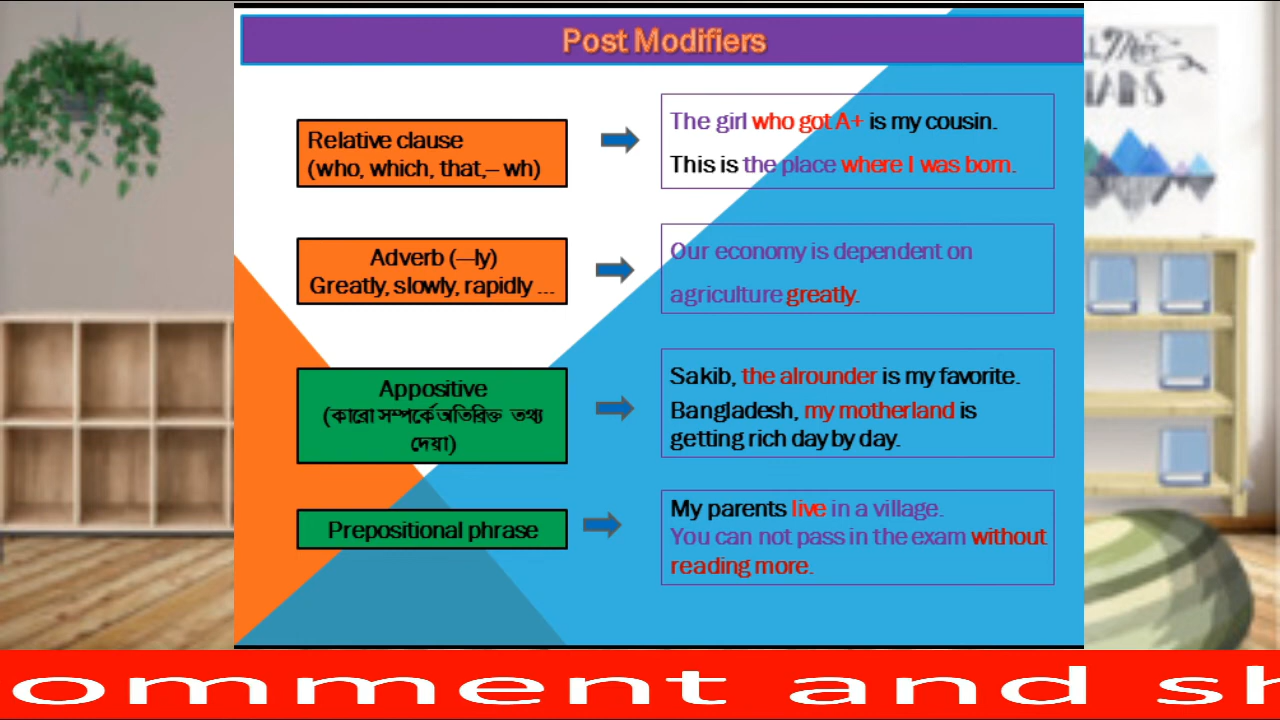 Post Modifiers
Relative clause
(who, which, that,– wh)
The girl who got A+ is my cousin.
This is the place where I was born.
Adverb (—ly)
Greatly, slowly, rapidly ...
Our economy is dependent on
agriculture greatly.
Appositive
(কারো সম্পর্কে অতিরিক্ত তথ্য
দেয়া)
Sakib, the alrounder is my favorite.
Bangladesh, my motherland is
getting rich day by day.
Prepositional phrase
My parents live in a village.
You can not pass in the exam without
reading more.
omment and sh